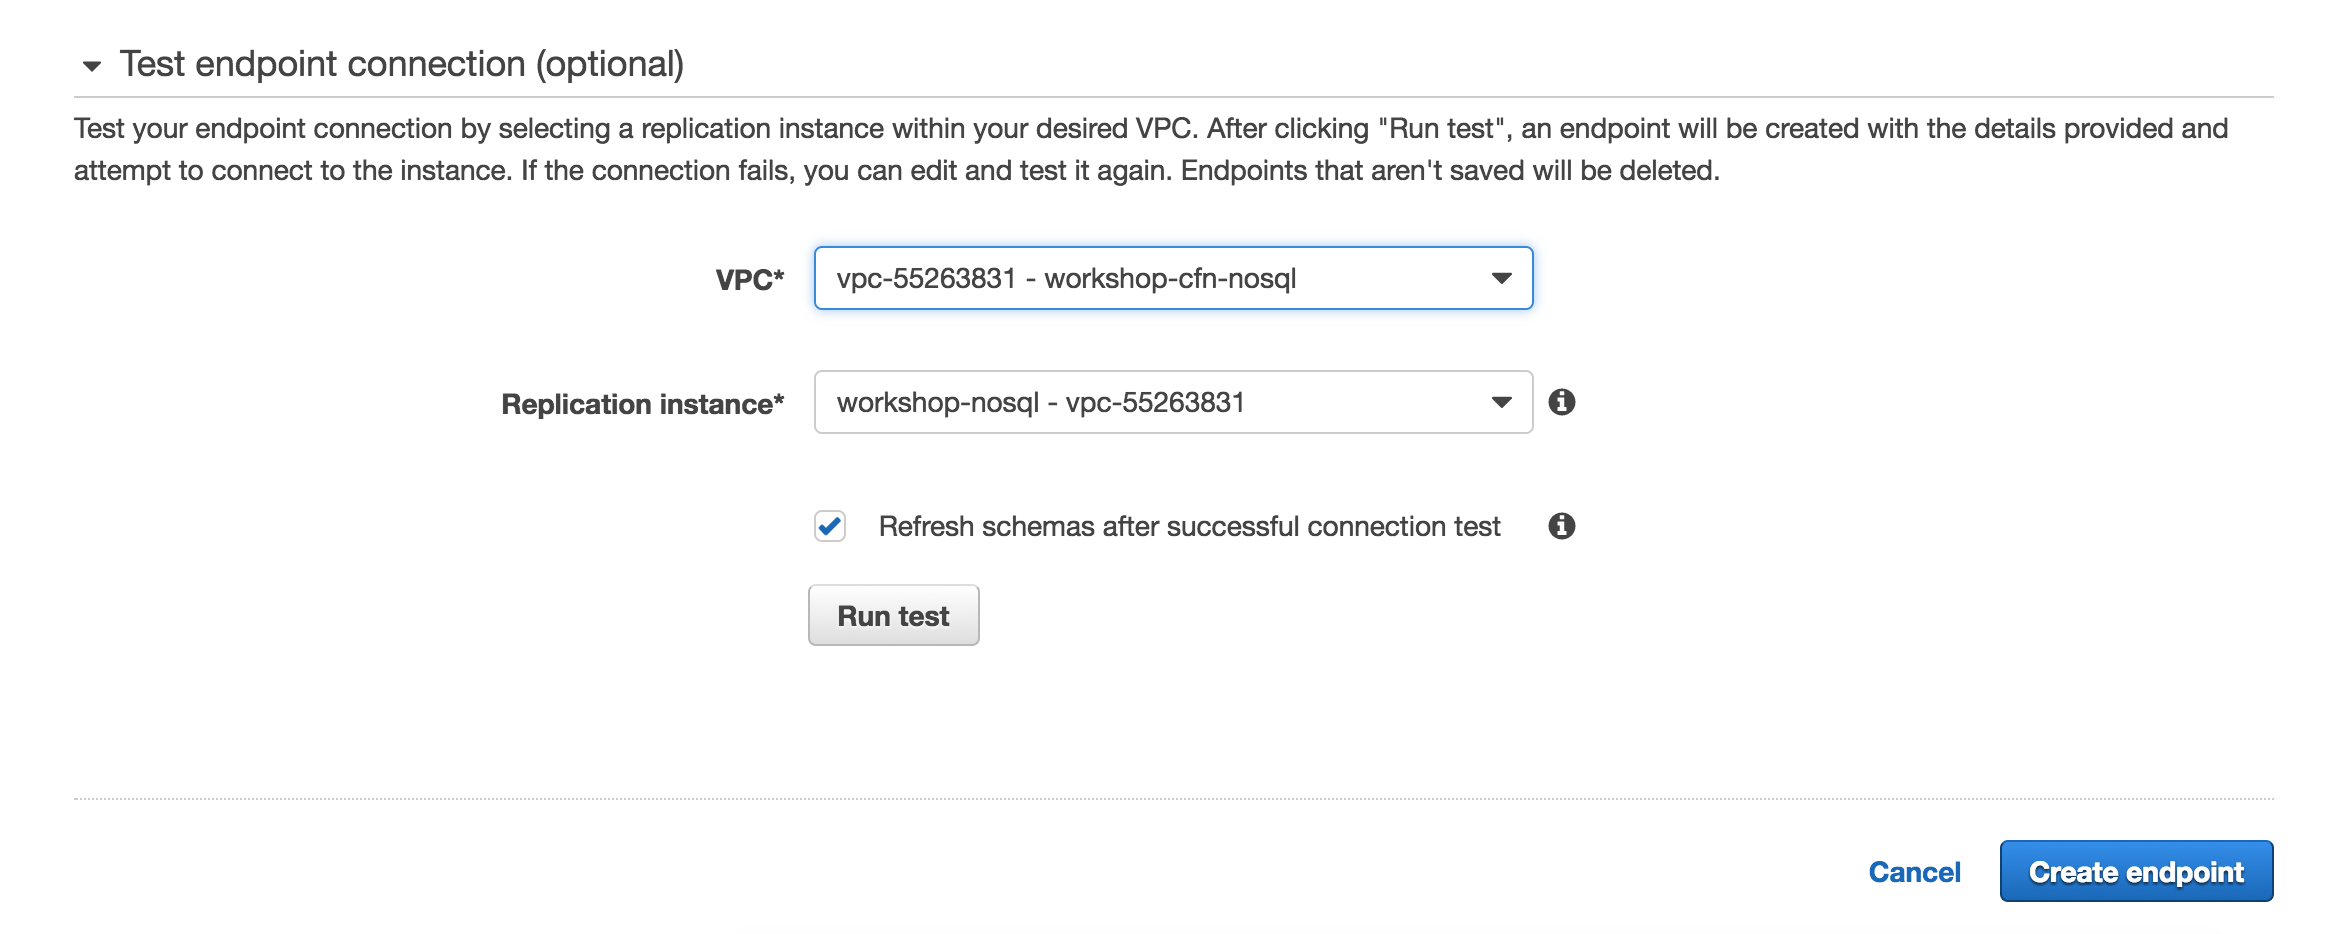 Test endpoint connection (optional)
Test your endpoint connection by selecting a replication instance within your desired VPC. After clicking "Run test", an endpoint will be created with the details provided and
attempt to connect to the instance. If the connection fails, you can edit and test it again. Endpoints that aren't saved will be deleted.
VPC* vpc-55263831 - workshop-cfn-nosql
Replication instance* workshop-nosql - vpc-55263831
Refresh schemas after successful connection test
Run test
Cancel Create endpoint